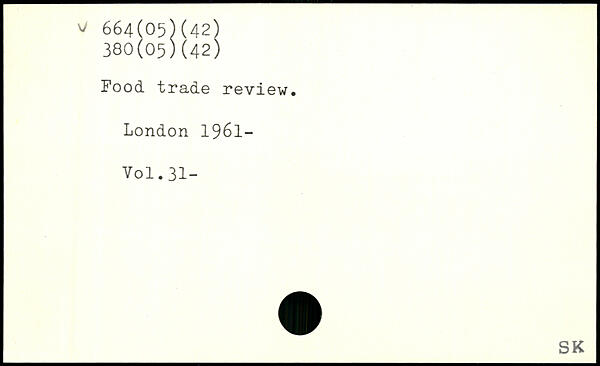 664(05)(42)
380(05)(42)
Food trade review.
London 1961-
Vol.31-
SK